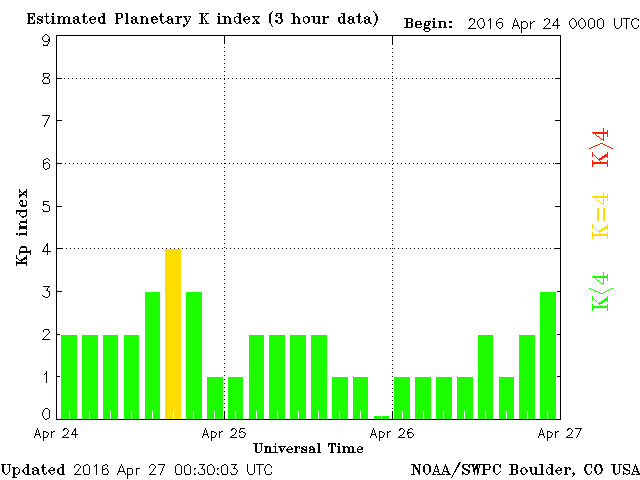 Estimated Planetary K index (3 hour data) Begin: 2016 Apr 24 0000 UTC
9
8
7
6
5
4
3
2
1
0
Kp index
K>4
K=4
K<4
Apr 24 Apr 25 Apr 26 Apr 27
Universal Time
Updated 2016 Apr 27 00:30:03 UTC NOAA/SWPC Boulder, CO USA